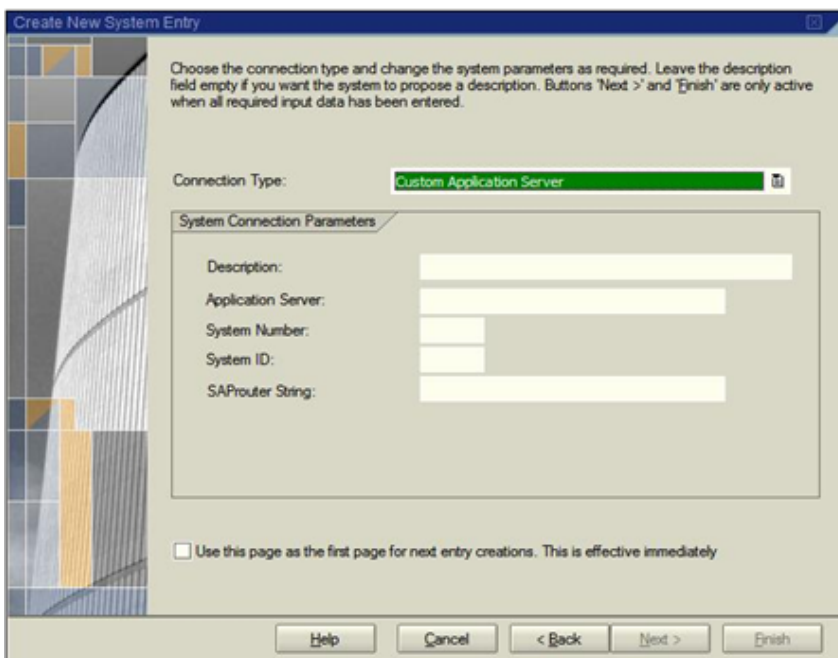 Create New System Entry
Choose the connection type and change the system parameters as required. Leave the description
field empty if you want the system to propose a description. Buttons 'Next >' and 'Finish' are only active
when all required input data has been entered.
Connection Type: Custom Application Server
System Connection Parameters
Description:
Application Server:
System Number:
System ID:
SAProuter String:
Use this page as the first page for next entry creations. This is effective immediately
Help Cancel < Back Next > Finish